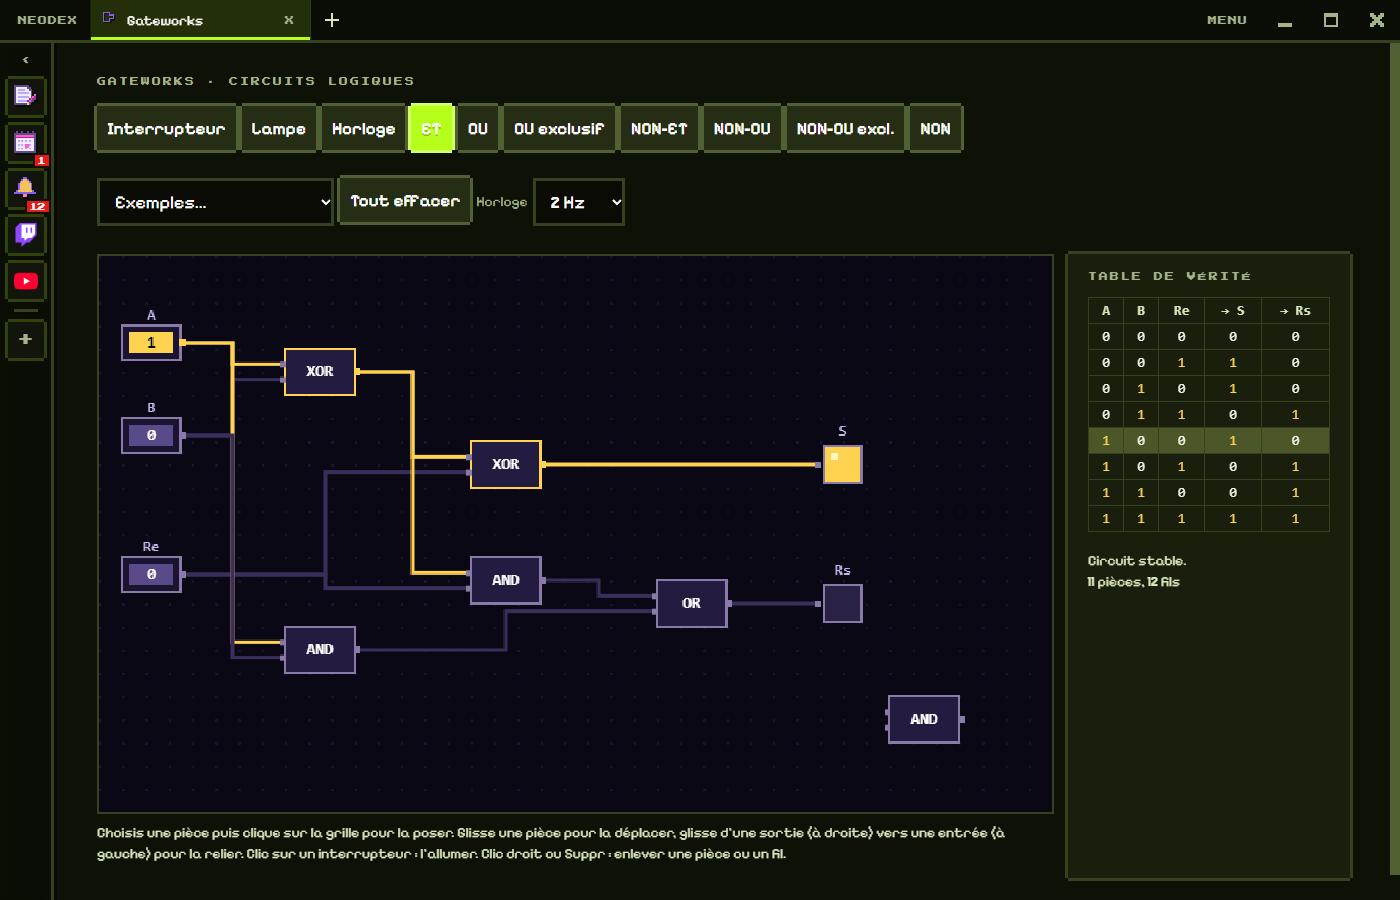 NEODEX
Gateworks
MENU
1
12
GATEWORKS · CIRCUITS LOGIQUES
Interrupteur Lampe Horloge ET OU OU exclusif NON-ET NON-OU NON-OU excl. NON
Exemples... Tout effacer Horloge 2 Hz
A
1
XOR
B
0
S
XOR
Re
0
AND
Rs
OR
AND
AND
TABLE DE VÉRITÉ
A B Re → S → Rs
0 0 0 0 0
0 0 1 1 0
0 1 0 1 0
0 1 1 0 1
1 0 0 1 0
1 0 1 0 1
1 1 0 0 1
1 1 1 1 1
Circuit stable.
11 pièces, 12 fils
Choisis une pièce puis clique sur la grille pour la poser. Glisse une pièce pour la déplacer, glisse d'une sortie (à droite) vers une entrée (à
gauche) pour la relier. Clic sur un interrupteur : l'allumer. Clic droit ou Suppr : enlever une pièce ou un fil.